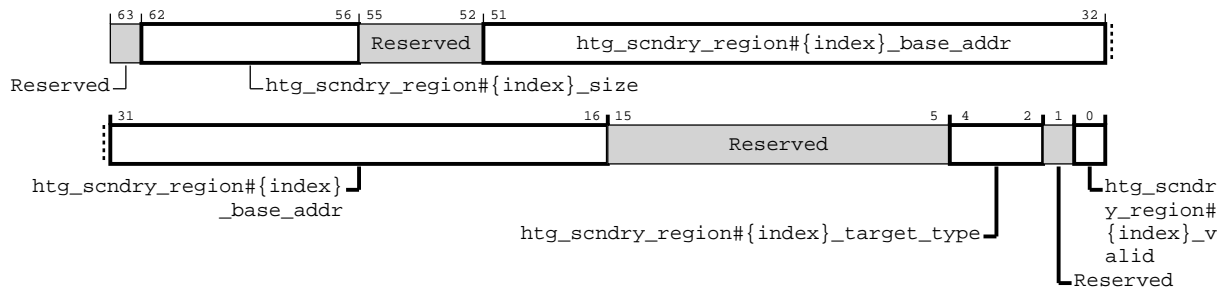 63 62 56 55 52 51 32
Reserved htg_scndry_region#{index}_base_addr
Reserved htg_scndry_region#{index}_size
31 16 15 5 4 2 1 0
Reserved
htg_scndry_region#{index}
_base_addr
htg_scndry_region#{index}_target_type
htg_scndr
y_region#
{index}_v
alid
Reserved